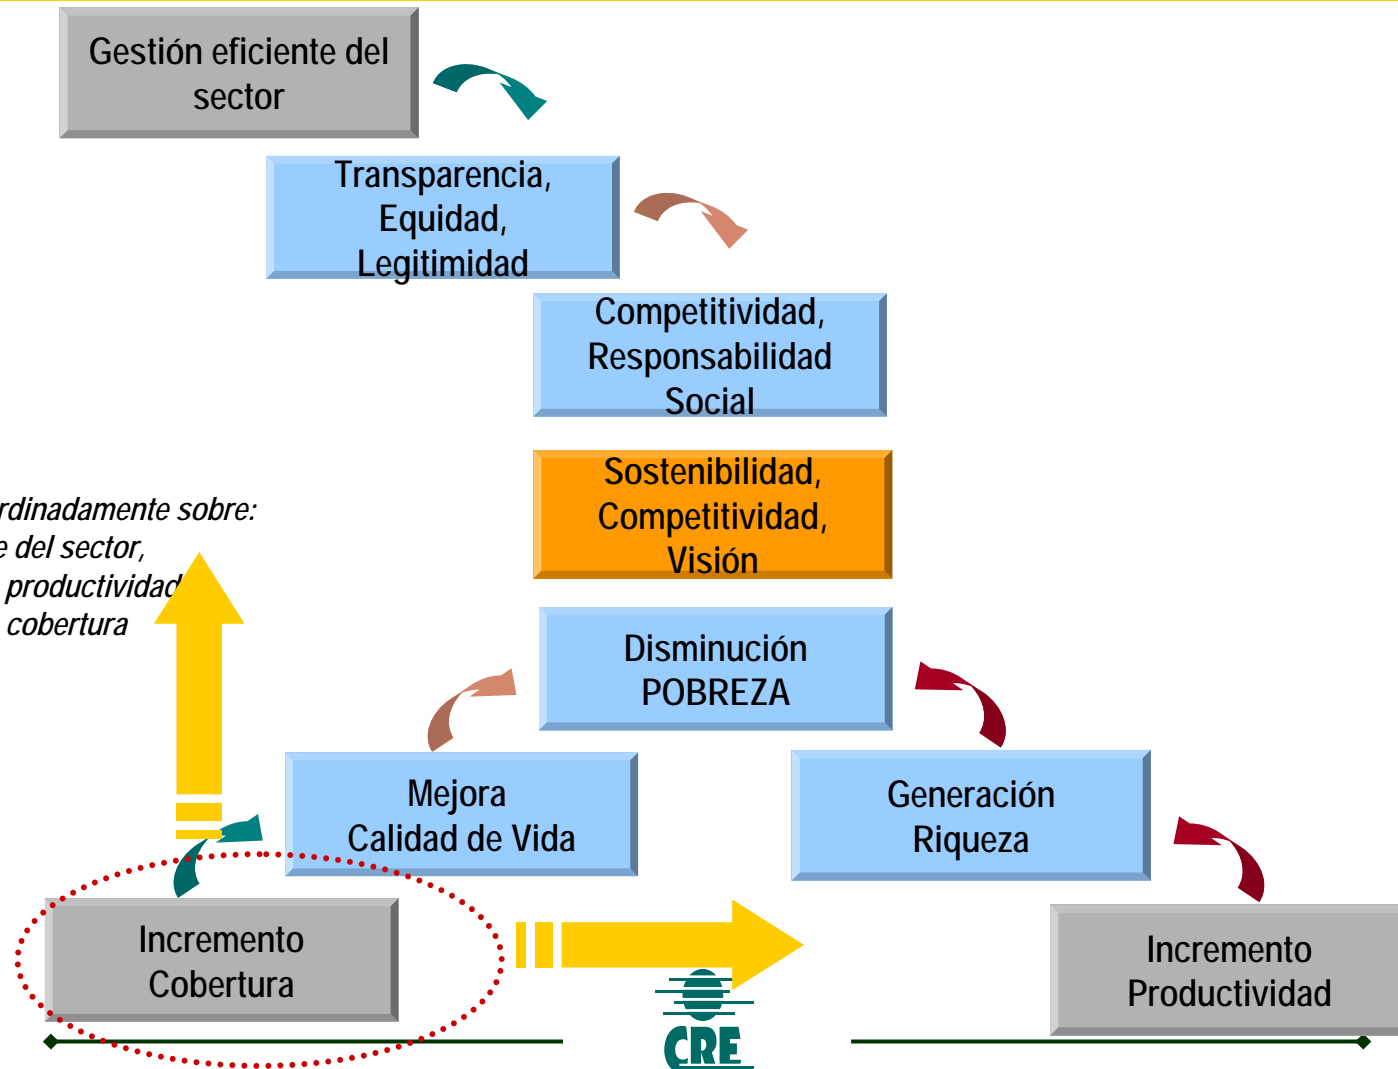 Gestión eficiente del
sector
Transparencia,
Equidad,
Legitimidad
Competitividad,
Responsabilidad
Social
Sostenibilidad,
Competitividad,
Visión
sobre:
del sector,
productividad
cobertura
Disminución
POBREZA
Mejora
Calidad de Vida
Generación
Riqueza
Incremento
Cobertura
Incremento
Productividad
CRE